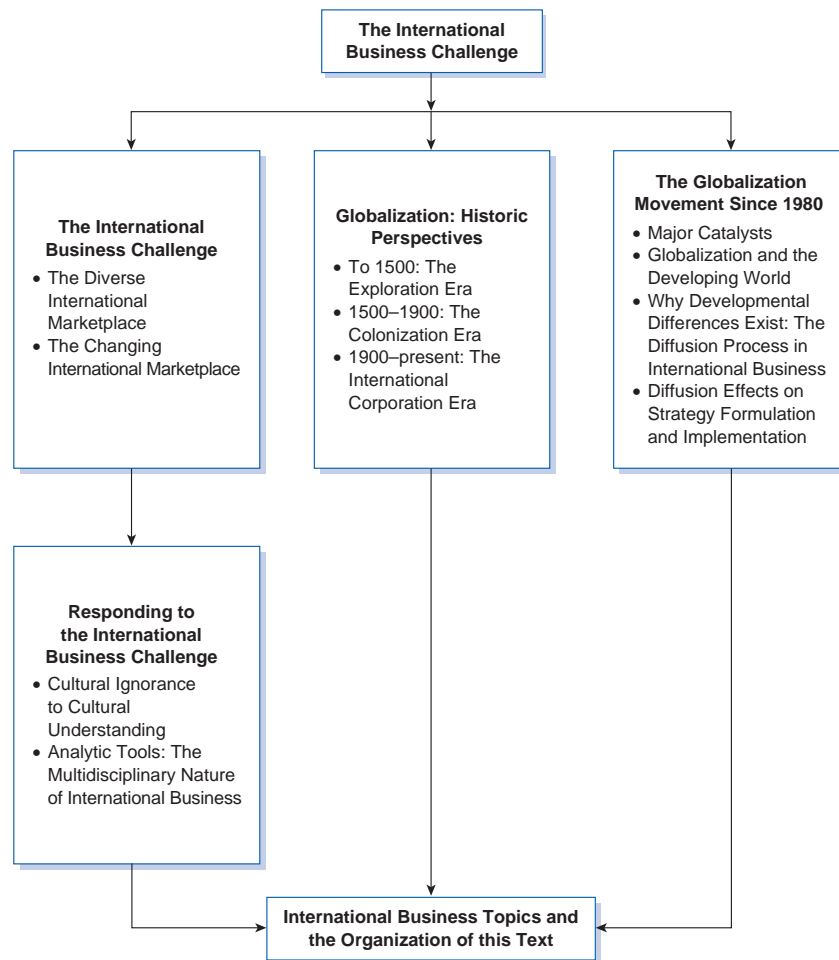 The International
Business Challenge
The International
Business Challenge
• The Diverse
International
Marketplace
• The Changing
International Marketplace
Globalization: Historic
Perspectives
• To 1500: The
Exploration Era
• 1500–1900: The
Colonization Era
• 1900–present: The
International
Corporation Era
The Globalization
Movement Since 1980
• Major Catalysts
• Globalization and the
Developing World
• Why Developmental
Differences Exist: The
Diffusion Process in
International Business
• Diffusion Effects on
Strategy Formulation
and Implementation
Responding to
the International
Business Challenge
• Cultural Ignorance
to Cultural
Understanding
• Analytic Tools: The
Multidisciplinary Nature
of International Business
International Business Topics and
the Organization of this Text